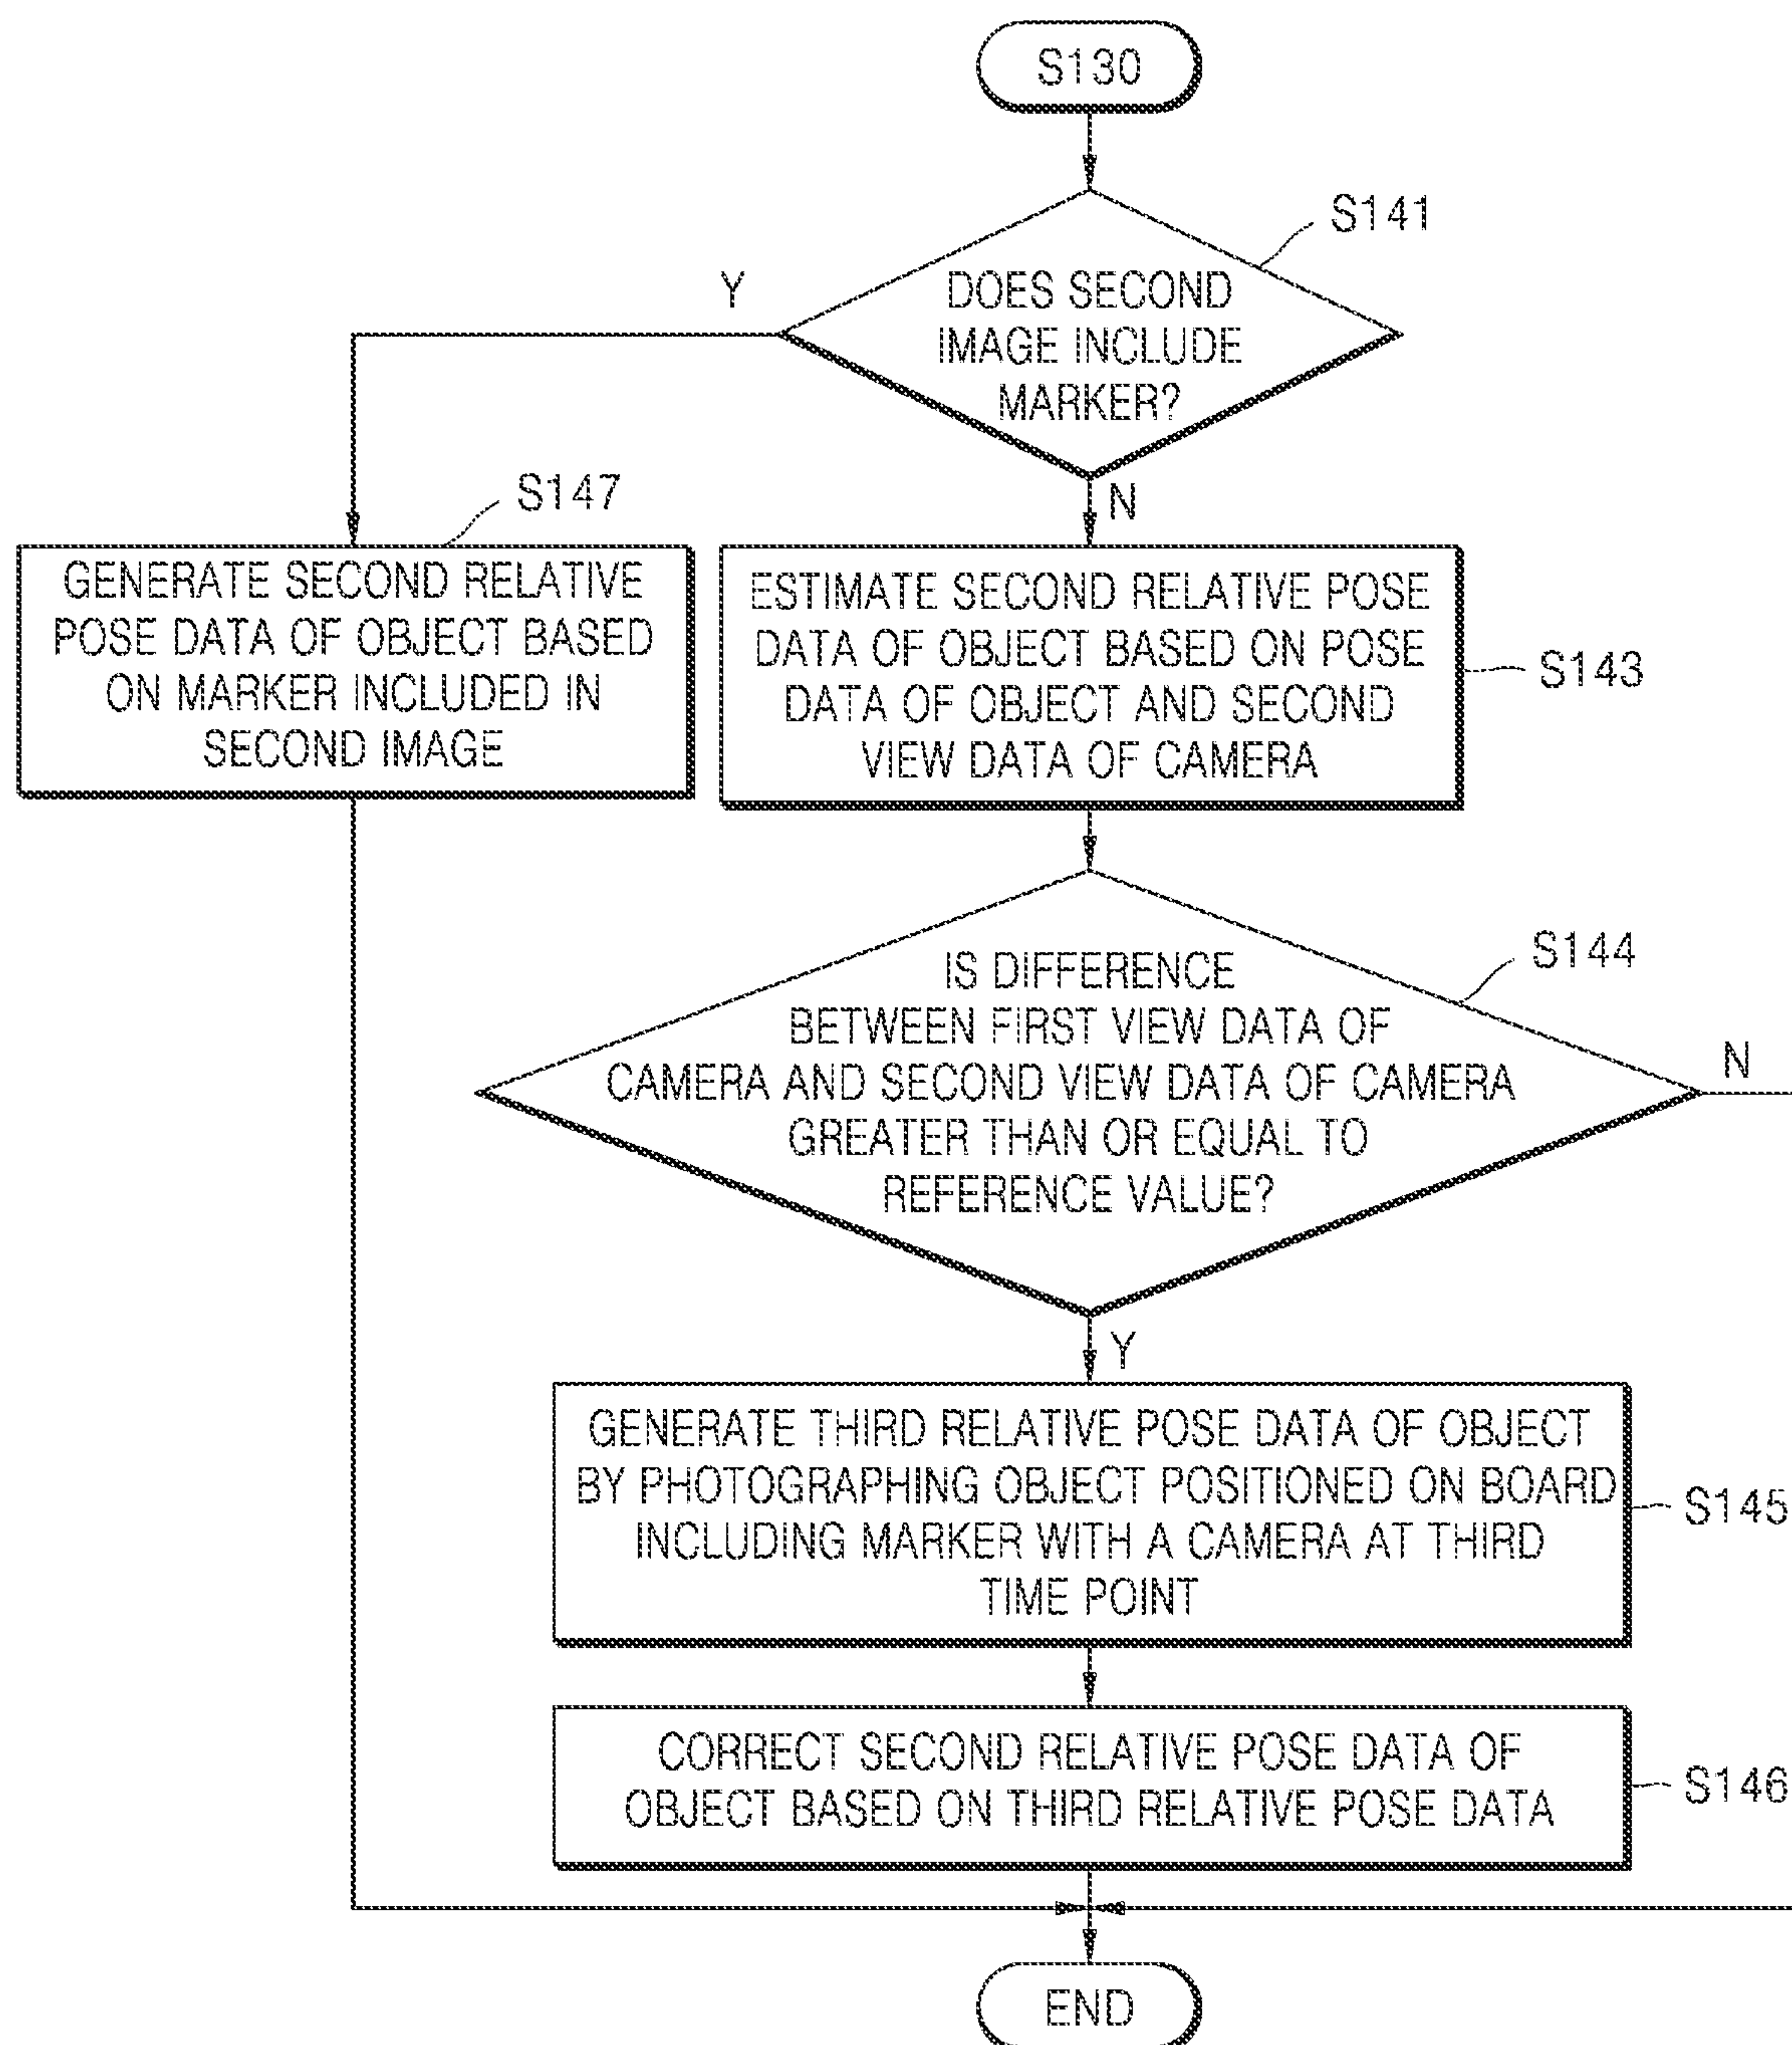 S130
S141
Y
DOES SECOND
IMAGE INCLUDE
MARKER?
N
S147
GENERATE SECOND RELATIVE
POSE DATA OF OBJECT BASED
ON MARKER INCLUDED IN
SECOND IMAGE
ESTIMATE SECOND RELATIVE POSE
DATA OF OBJECT BASED ON POSE
DATA OF OBJECT AND SECOND
VIEW DATA OF CAMERA
S143
S144
IS DIFFERENCE
BETWEEN FIRST VIEW DATA OF
CAMERA AND SECOND VIEW DATA OF CAMERA
GREATER THAN OR EQUAL TO
REFERENCE VALUE?
N
Y
GENERATE THIRD RELATIVE POSE DATA OF OBJECT
BY PHOTOGRAPHING OBJECT POSITIONED ON BOARD
INCLUDING MARKER WITH A CAMERA AT THIRD
TIME POINT
S145
CORRECT SECOND RELATIVE POSE DATA OF
OBJECT BASED ON THIRD RELATIVE POSE DATA
S146
END